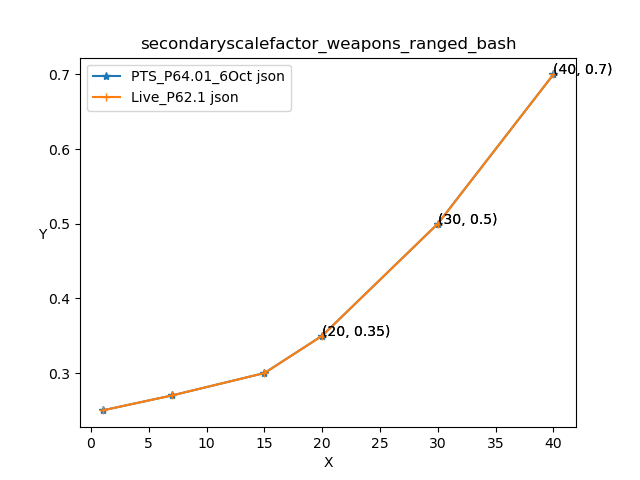 secondaryscalefactor_weapons_ranged_bash
PTS_P64.01_6Oct json
Live_P62.1 json
(40, 0.7)
(30, 0.5)
(20, 0.35)
0.7
0.6
0.5
0.4
0.3
Y
0 5 10 15 20 25 30 35 40
X